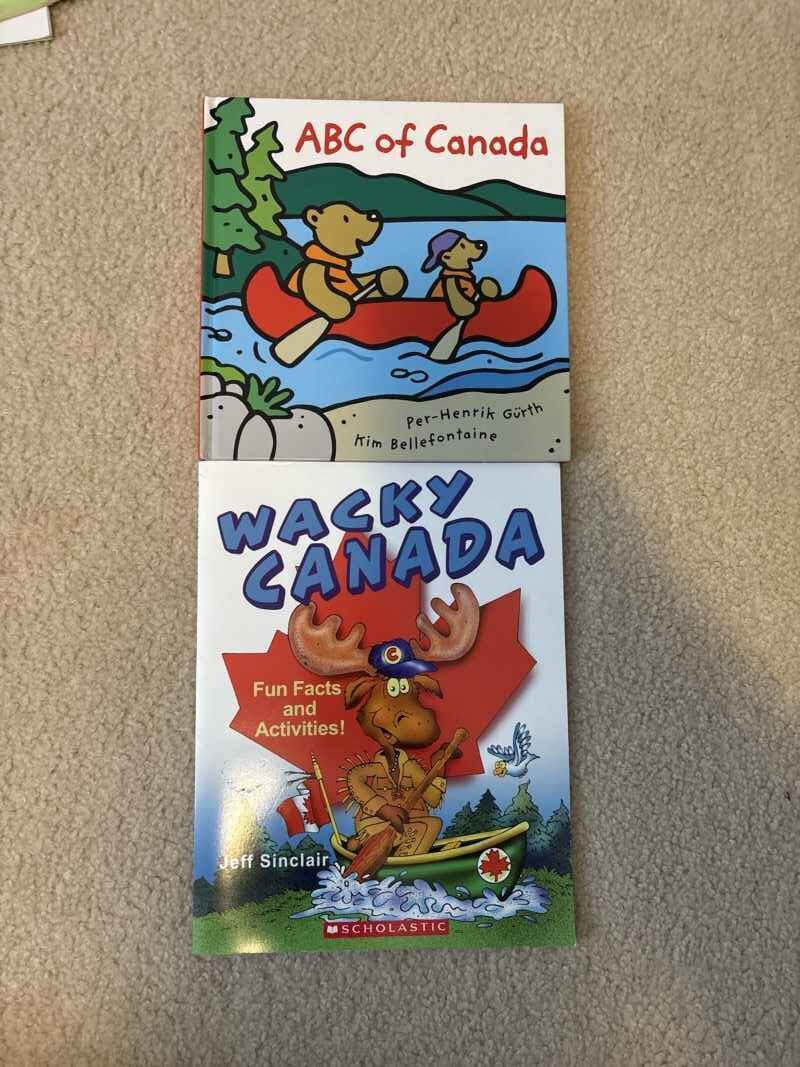 ABC of Canada
Per-Henrik Gürth
Kim Bellefontaine
WACKY
CANADA
C
Fun Facts
and
Activities!
Jeff Sinclair
SCHOLASTIC